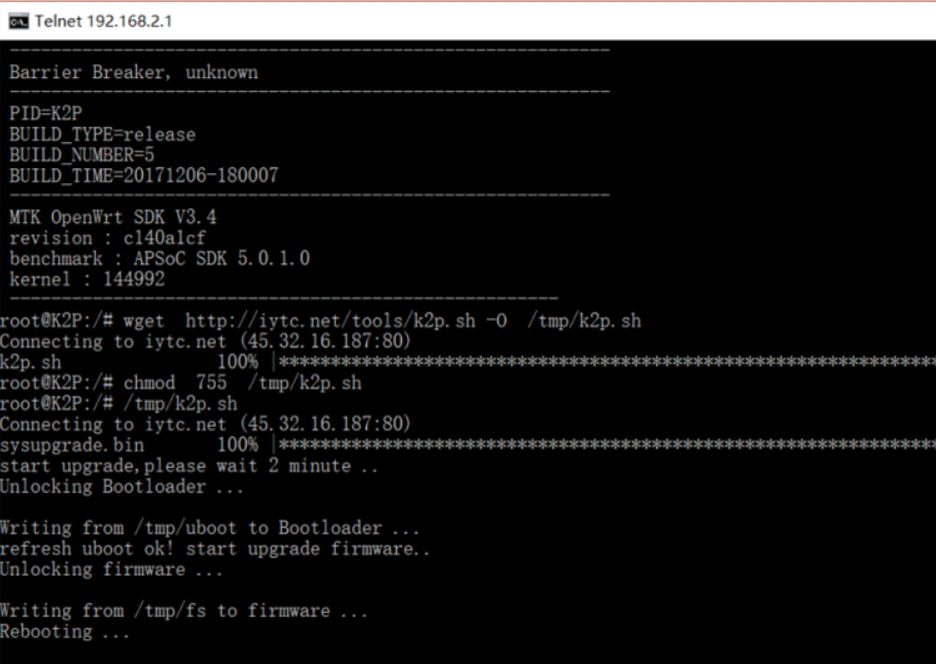 Telnet 192.168.2.1
------------------------------------------------------------
Barrier Breaker, unknown
------------------------------------------------------------
PID=K2P
BUILD_TYPE=release
BUILD_NUMBER=5
BUILD_TIME=20171206-180007
------------------------------------------------------------
MTK OpenWrt SDK V3.4
revision : c140a1cf
benchmark : APSoC SDK 5.0.1.0
kernel : 144992
------------------------------------------------------
root@K2P:/# wget  http://iytc.net/tools/k2p.sh -O  /tmp/k2p.sh
Connecting to iytc.net (45.32.16.187:80)
k2p.sh               100% |****************************************************************
root@K2P:/# chmod  755  /tmp/k2p.sh
root@K2P:/# /tmp/k2p.sh
Connecting to iytc.net (45.32.16.187:80)
sysupgrade.bin       100% |****************************************************************
start upgrade,please wait 2 minute ..
Unlocking Bootloader ...
Writing from /tmp/uboot to Bootloader ...
refresh uboot ok! start upgrade firmware..
Unlocking firmware ...
Writing from /tmp/fs to firmware ...
Rebooting ...